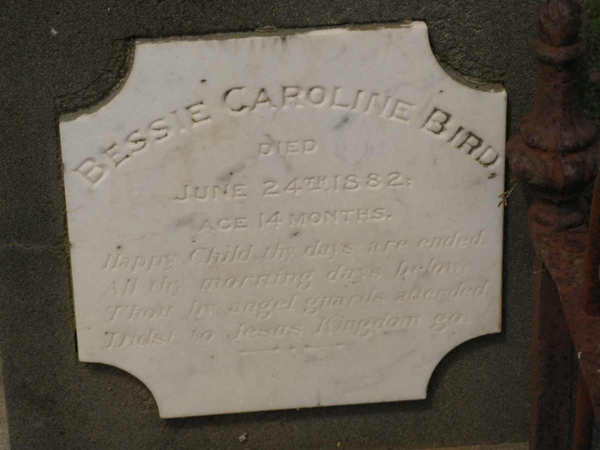 BESSIE CAROLINE BIRD,
DIED
JUNE 24TH, 1882:
AGE 14 MONTHS.
Happy Child, thy days are ended.
All thy morning days below;
Thou by angel guards attended
Didst to Jesus Kingdom go.